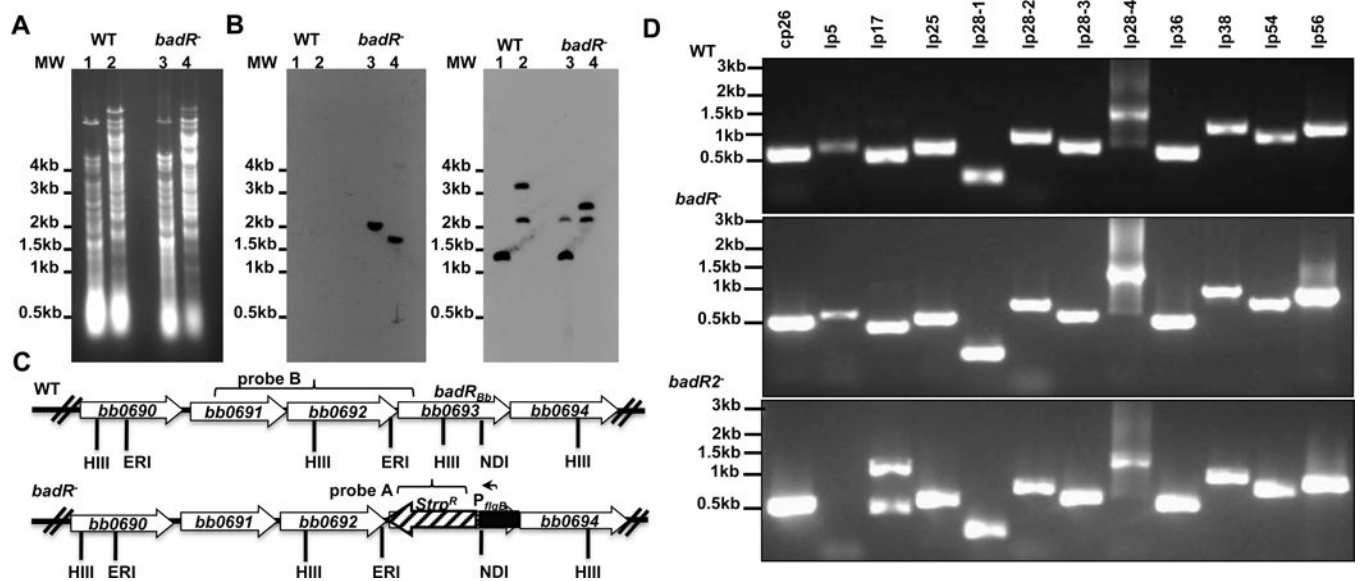 A
WT badR-
MW 1 2 3 4
4kb
3kb
2kb
1.5kb
1kb
0.5kb
B
WT badR-
MW 1 2 3 4
4kb
3kb
2kb
1.5kb
1kb
0.5kb
WT badR-
MW 1 2 3 4
4kb
3kb
2kb
1.5kb
1kb
0.5kb
C
WT
probe B
badRBb
bb0690 bb0691 bb0692 bb0693 bb0694
HIII ERI HIII ERI HIII NDI HIII
badR-
probe A
StrpR PflgB
bb0690 bb0691 bb0692 bb0694
HIII ERI HIII ERI NDI HIII
D
cp26 lp5 lp17 lp25 lp28-1 lp28-2 lp28-3 lp28-4 lp36 lp38 lp54 lp56
WT
3kb
2kb
1.5kb
1kb
0.5kb
badR-
3kb
2kb
1.5kb
1kb
0.5kb
badR2-
3kb
2kb
1kb
0.5kb